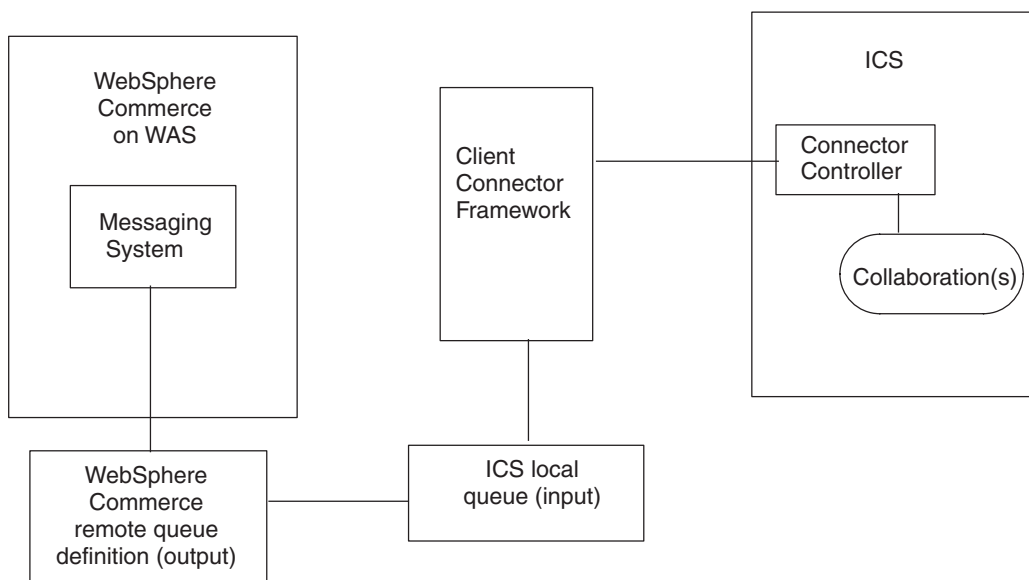 WebSphere
Commerce
on WAS
Messaging
System
WebSphere
Commerce
remote queue
definition (output)
ICS local
queue (input)
Client
Connector
Framework
ICS
Connector
Controller
Collaboration(s)